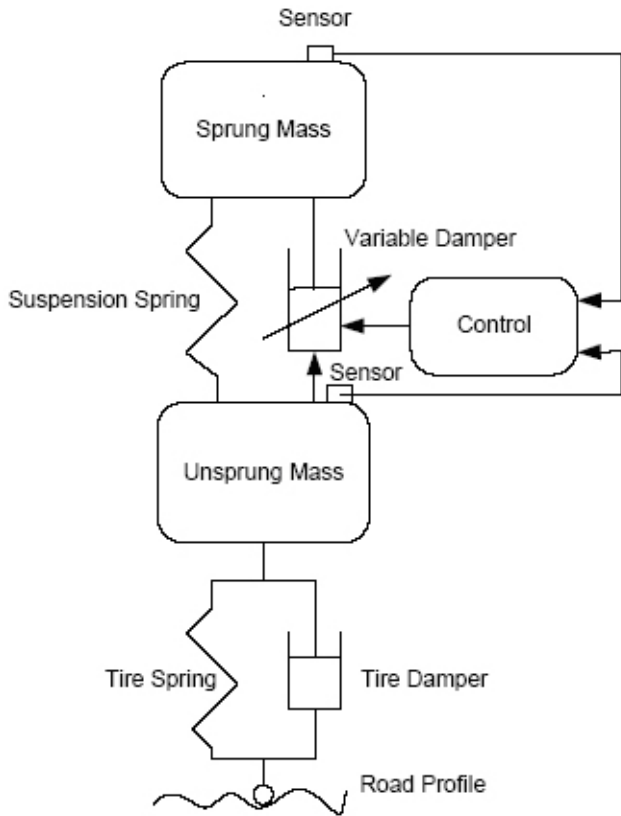 Sensor
Sprung Mass
Variable Damper
Suspension Spring
Control
Sensor
Unsprung Mass
Tire Spring
Tire Damper
Road Profile